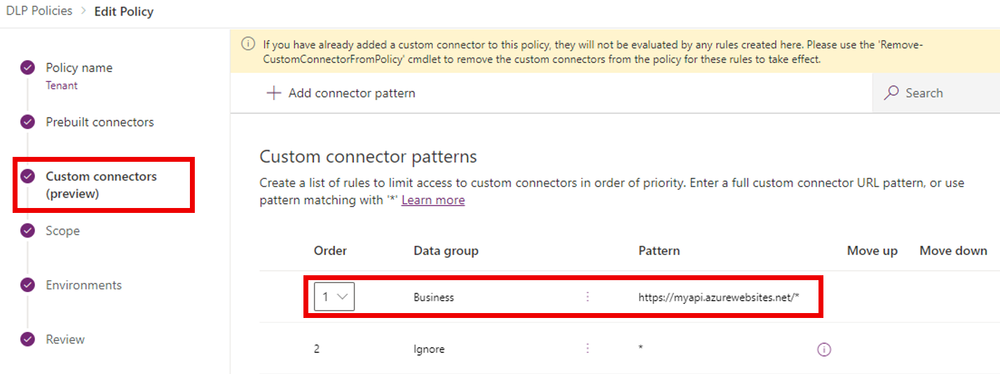 DLP Policies > Edit Policy
If you have already added a custom connector to this policy, they will not be evaluated by any rules created here. Please use the 'Remove-
CustomConnectorFromPolicy' cmdlet to remove the custom connectors from the policy for these rules to take effect.
Policy name
Tenant
Prebuilt connectors
Custom connectors
(preview)
Scope
Environments
Review
Add connector pattern
Search
Custom connector patterns
Create a list of rules to limit access to custom connectors in order of priority. Enter a full custom connector URL pattern, or use
pattern matching with '*' Learn more
Order Data group Pattern Move up Move down
1 Business https://myapi.azurewebsites.net/*
2 Ignore *